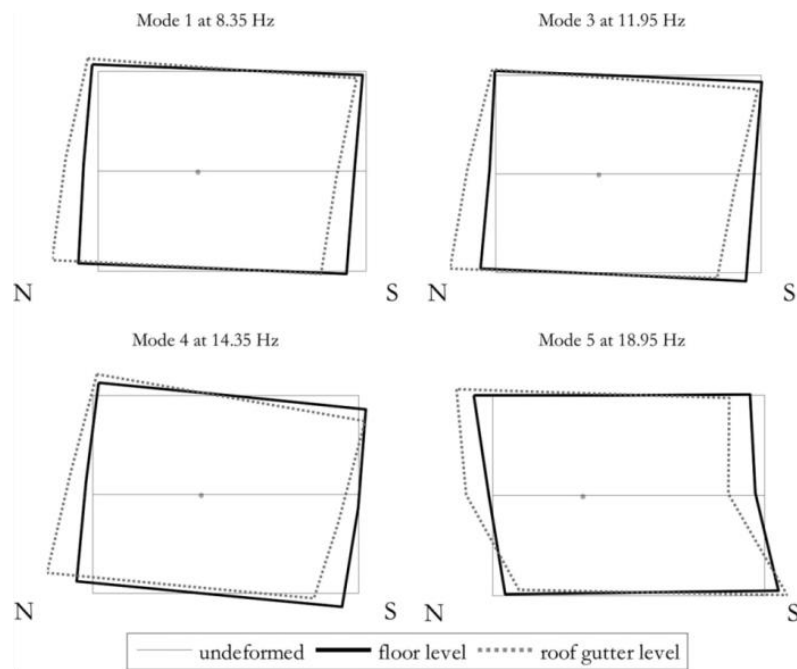 Mode 1 at 8.35 Hz
Mode 3 at 11.95 Hz
N
S
N
S
Mode 4 at 14.35 Hz
Mode 5 at 18.95 Hz
N
S
N
S
undeformed
floor level
roof gutter level